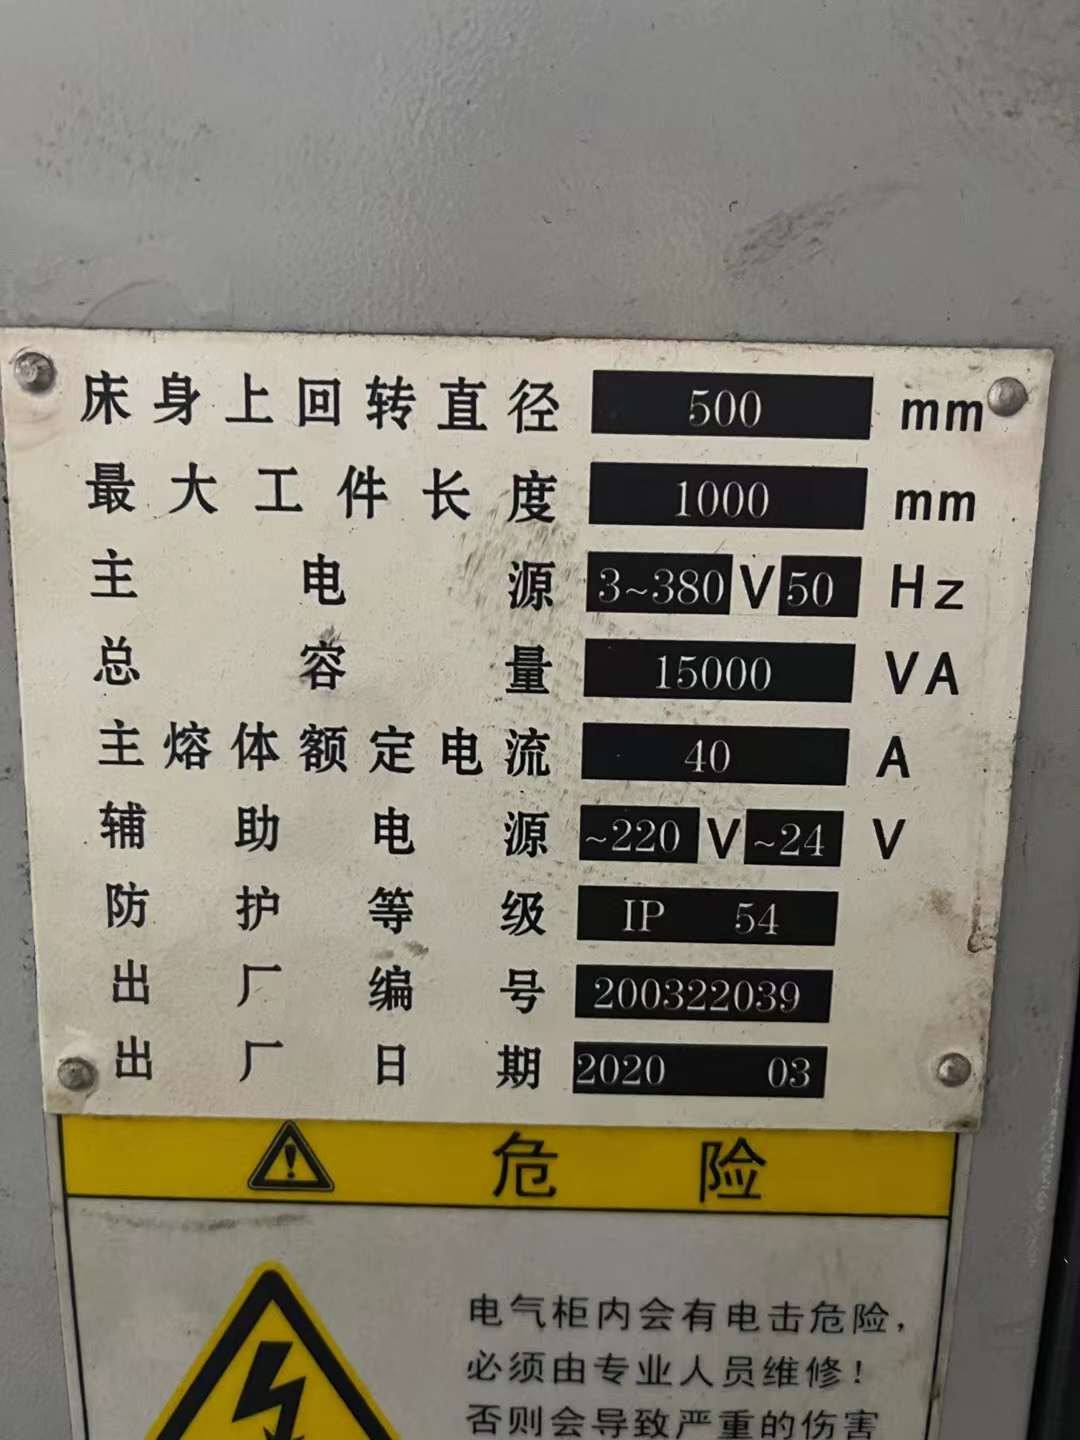 床身上回转直径 500 mm
最大工件长度 1000 mm
主电源 3~380 V 50 Hz
总容量 15000 VA
主熔体额定电流 40 A
辅助电源 ~220 V ~24 V
防护等级 IP 54
出厂编号 200322039
出厂日期 2020 03
危险
电气柜内会有电击危险，
必须由专业人员维修！
否则会导致严重的伤害